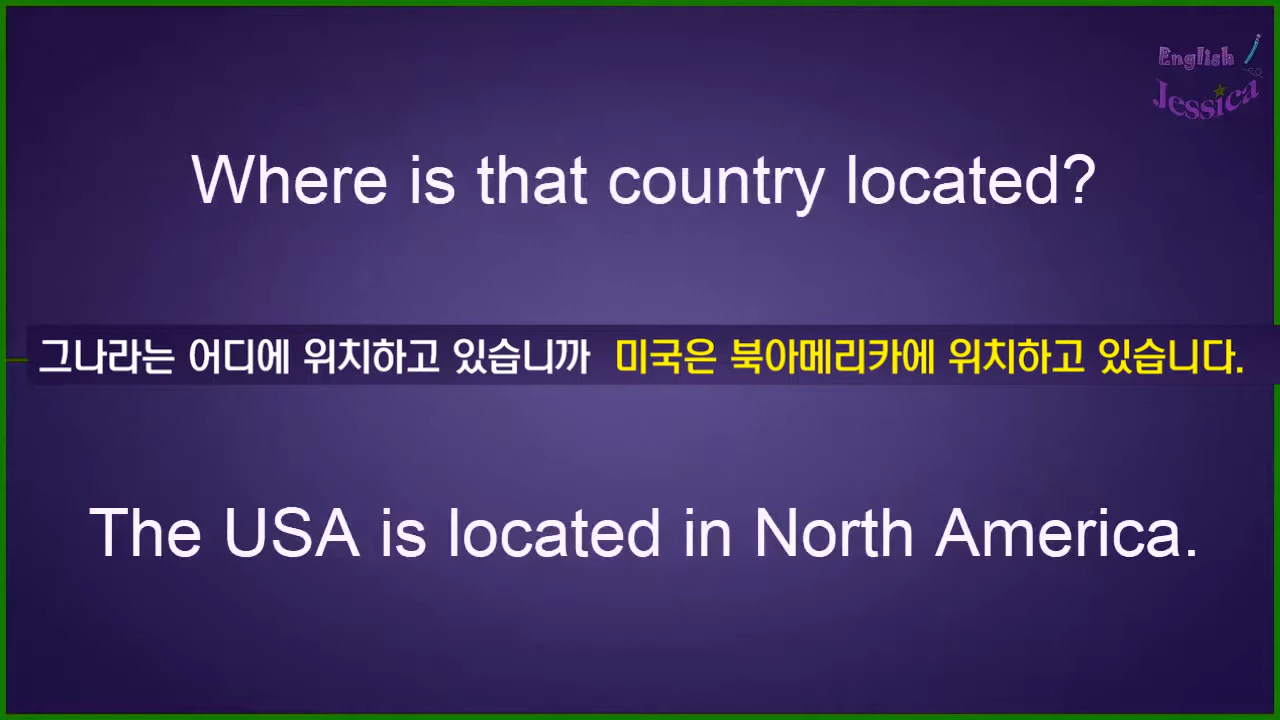 English
Jessica
Where is that country located?
그나라는 어디에 위치하고 있습니까 미국은 북아메리카에 위치하고 있습니다.
The USA is located in North America.